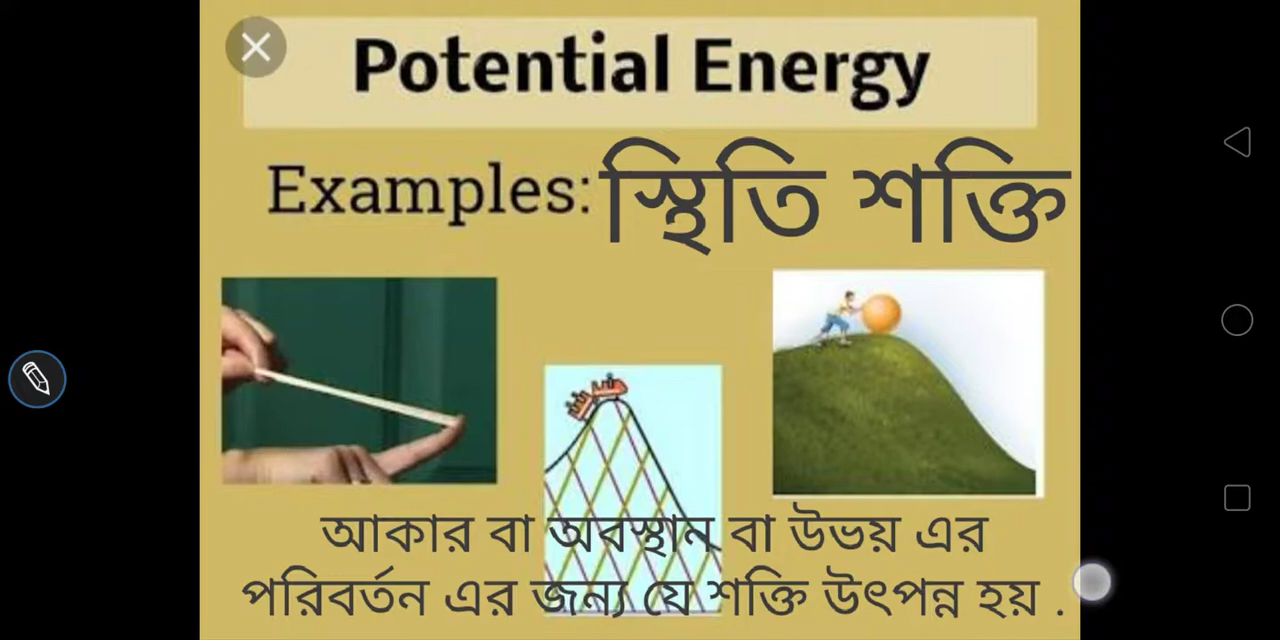 Potential Energy
Examples: স্থিতি শক্তি
আকার বা অবস্থান বা উভয় এর
পরিবর্তন এর জন্য যে শক্তি উৎপন্ন হয় .